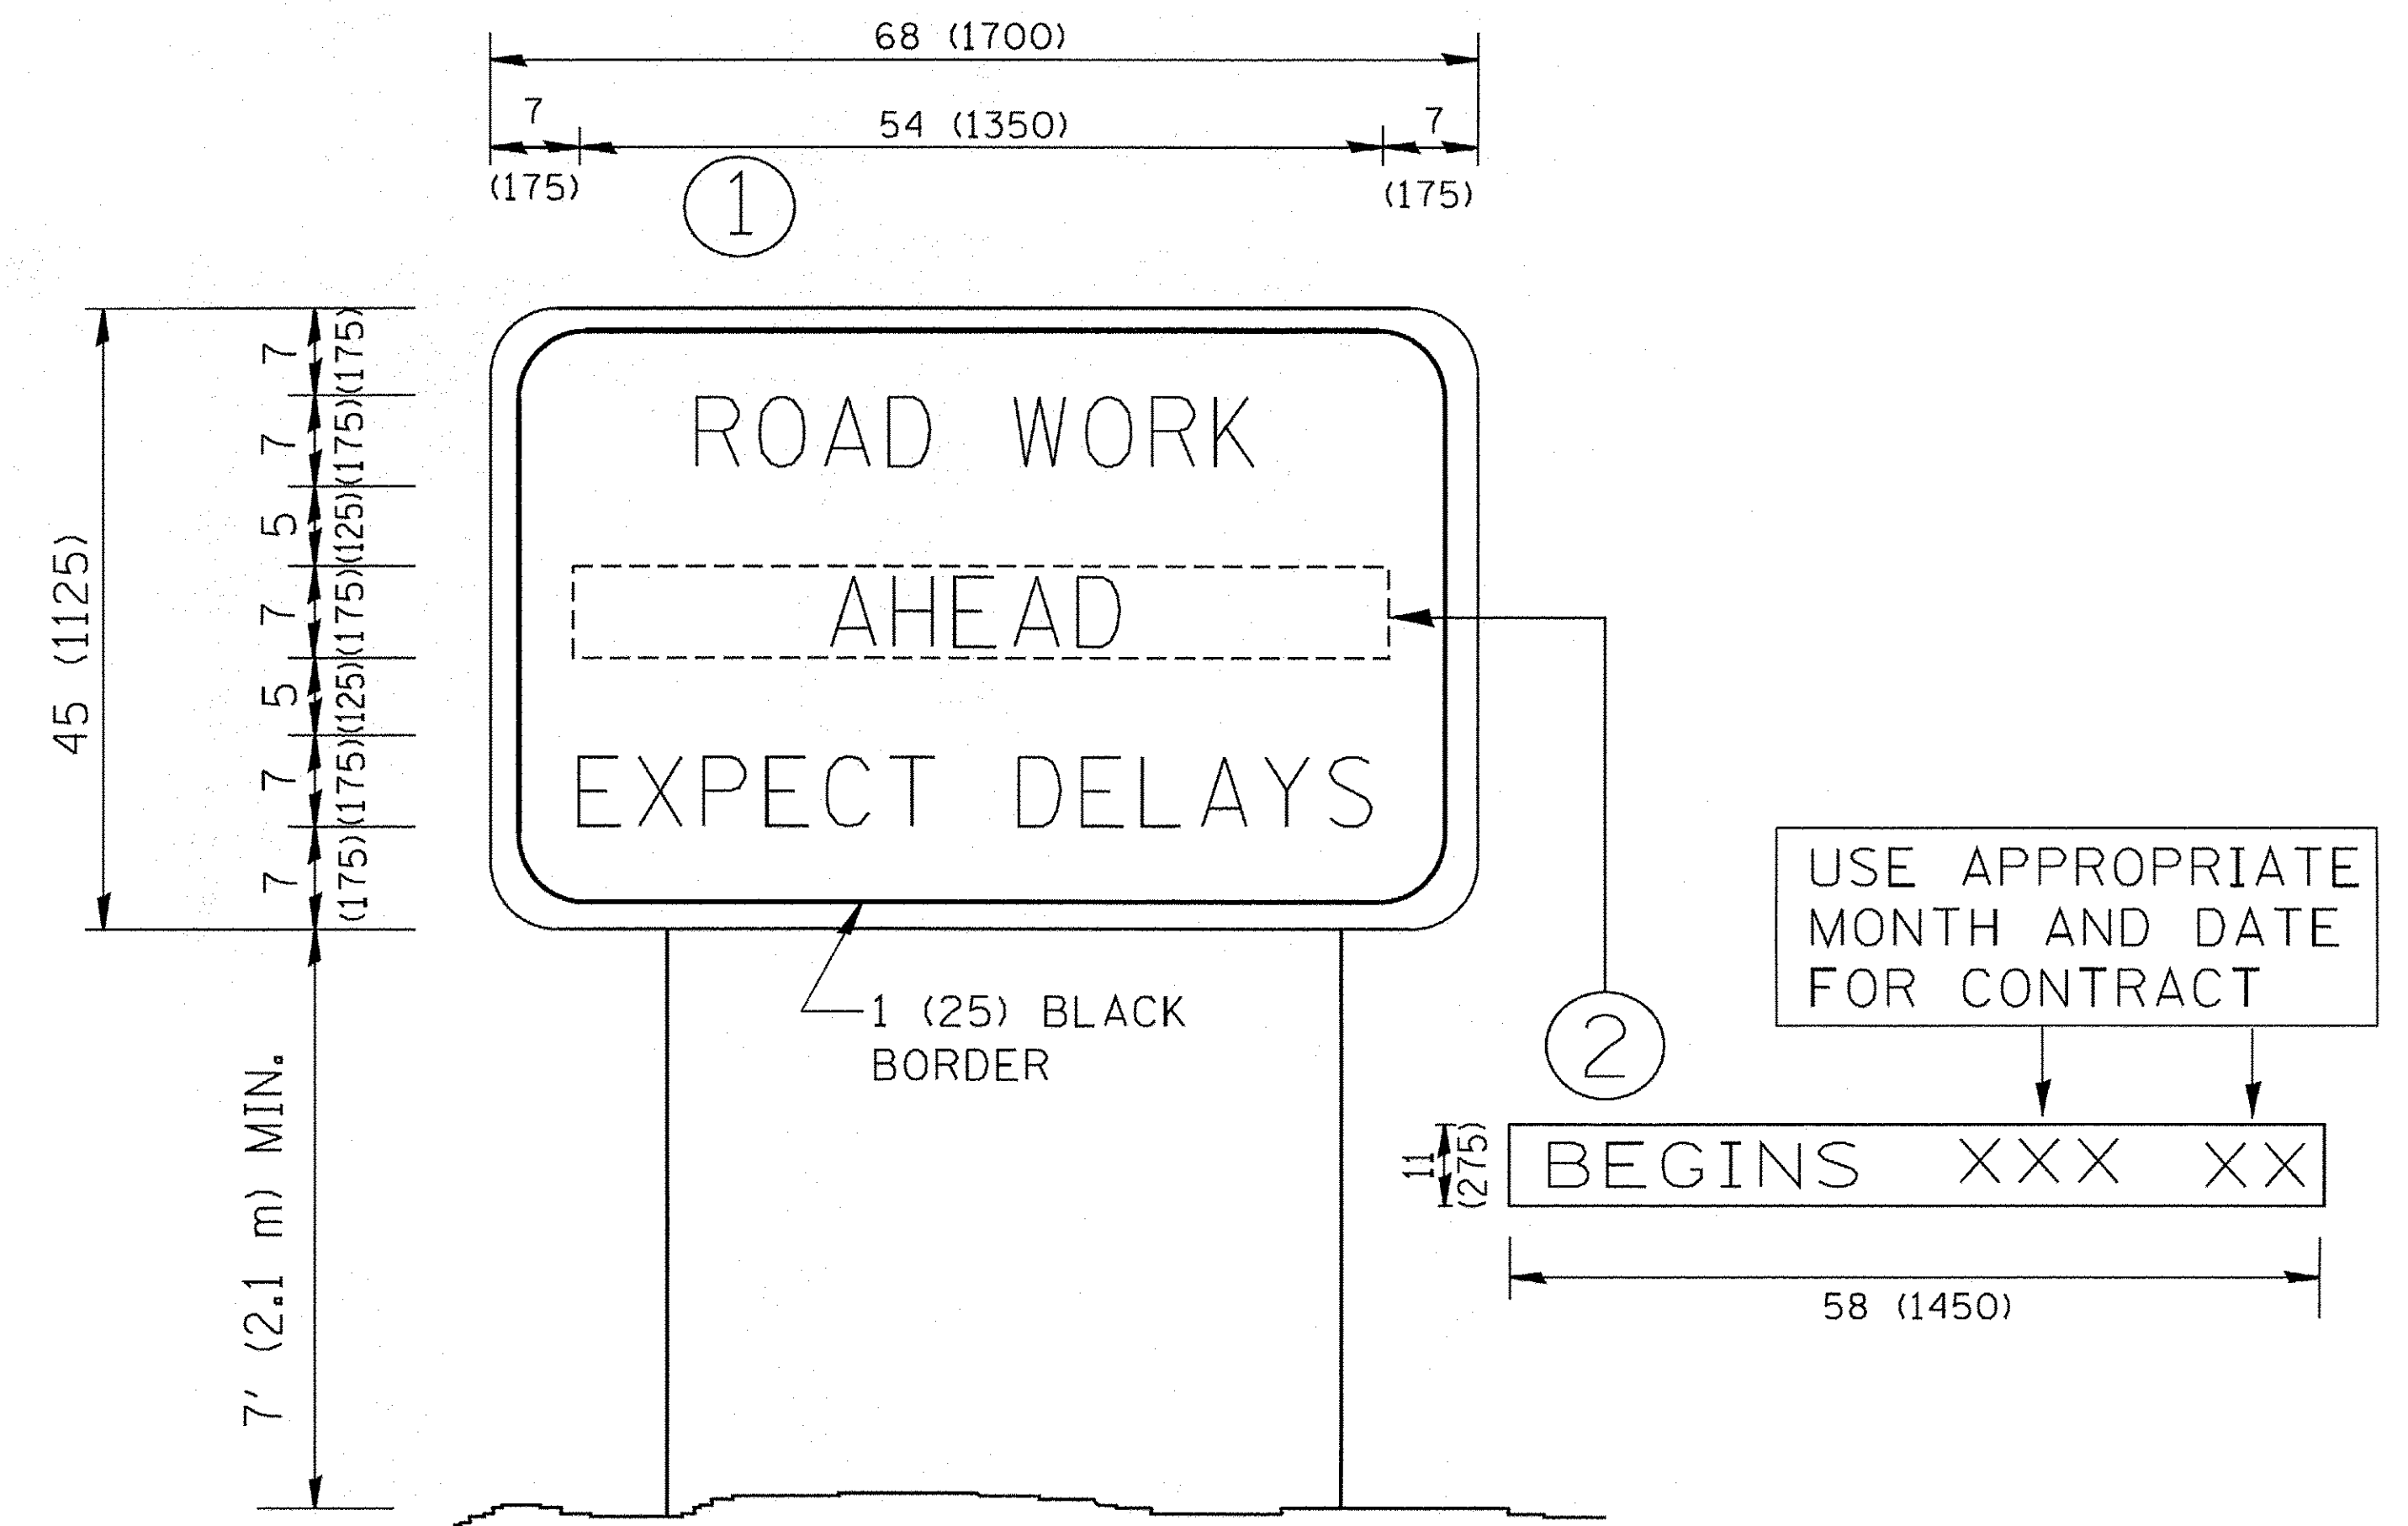 68 (1700)
7
54 (1350)
7
(175)
(175)
1
45 (1125)
7
(175)
7
(175)
5
(125)
7
(175)
5
(125)
7
(175)
7
(175)
ROAD WORK
AHEAD
EXPECT DELAYS
1 (25) BLACK
BORDER
7' (2.1 m) MIN.
2
USE APPROPRIATE
MONTH AND DATE
FOR CONTRACT
11
(275)
BEGINS XXX XX
58 (1450)